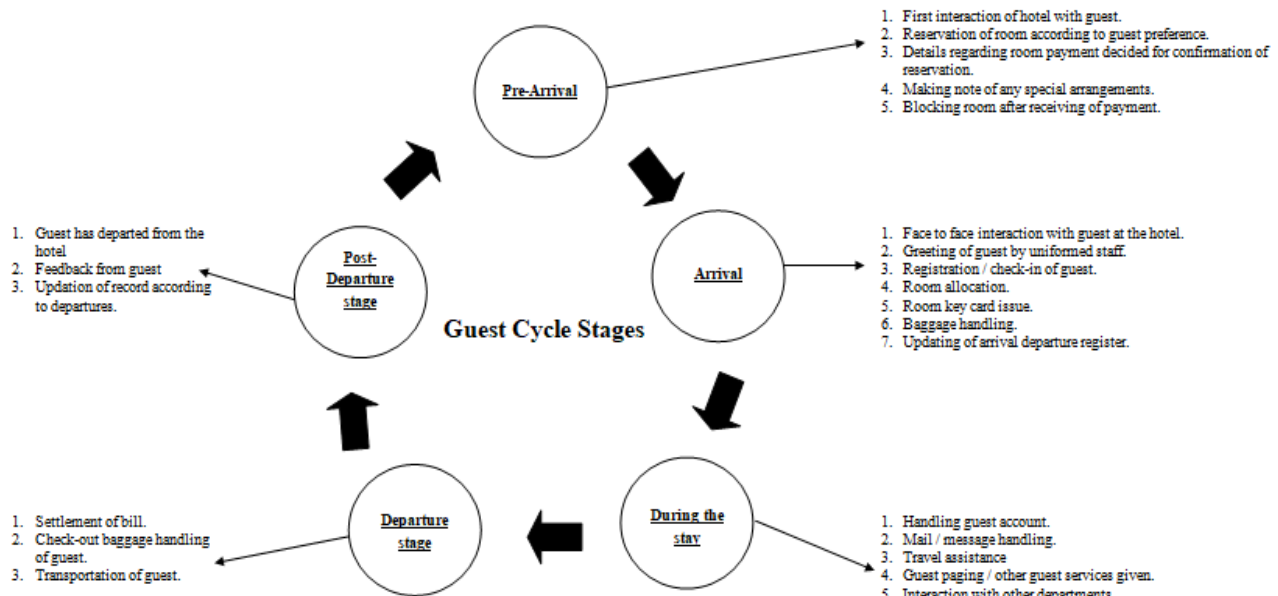 Pre-Arrival
1. First interaction of hotel with guest.
2. Reservation of room according to guest preference.
3. Details regarding room payment decided for confirmation of
reservation.
4. Making note of any special arrangements.
5. Blocking room after receiving of payment.
Arrival
1. Face to face interaction with guest at the hotel.
2. Greeting of guest by uniformed staff.
3. Registration / check-in of guest.
4. Room allocation.
5. Room key card issue.
6. Baggage handling.
7. Updating of arrival departure register.
Guest Cycle Stages
During the
stay
1. Handling guest account.
2. Mail / message handling.
3. Travel assistance
4. Guest paging / other guest services given.
5. Interaction with other departments
Departure
stage
1. Settlement of bill.
2. Check-out baggage handling
of guest.
3. Transportation of guest.
Post-
Departure
stage
1. Guest has departed from the
hotel
2. Feedback from guest
3. Updation of record according
to departures.